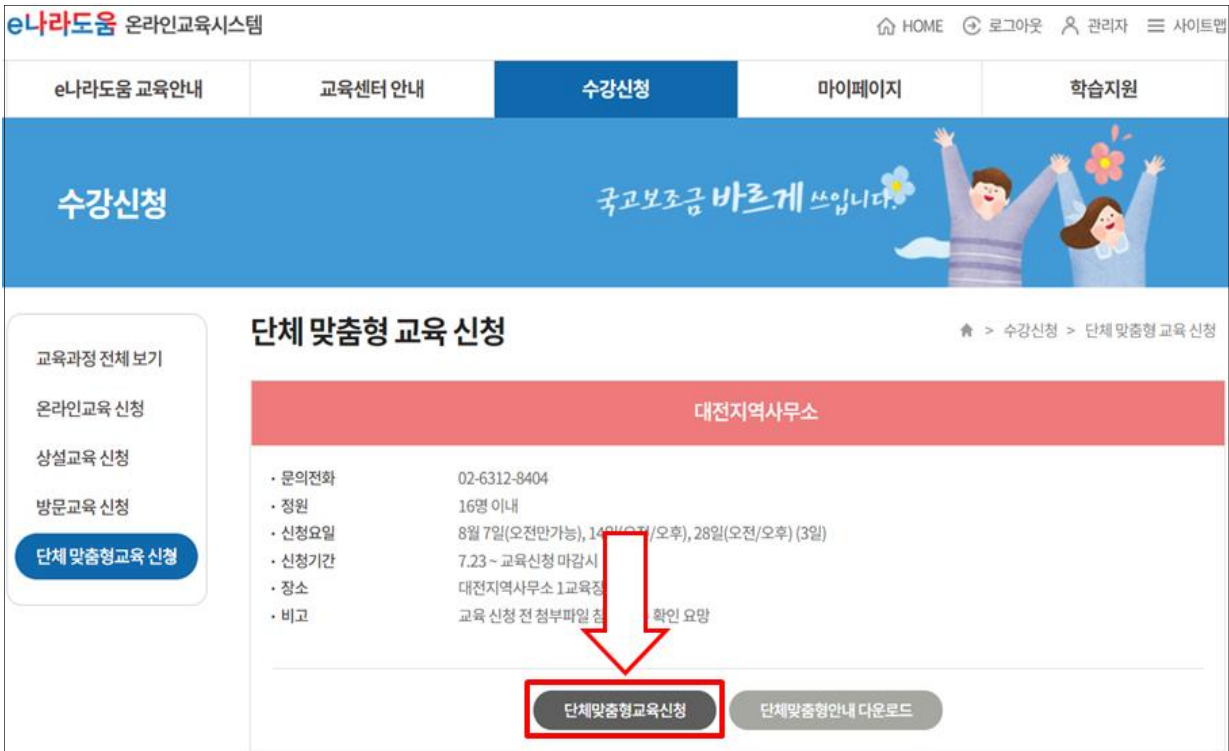 e나라도움 온라인교육시스템
HOME 로그아웃 관리자 사이트맵
e나라도움 교육안내 교육센터 안내 수강신청 마이페이지 학습지원
수강신청
국고보조금 바르게 쓰입니다.
교육과정 전체 보기
온라인교육 신청
상설교육 신청
방문교육 신청
단체 맞춤형교육 신청
단체 맞춤형 교육 신청
> 수강신청 > 단체 맞춤형 교육 신청
대전지역사무소
· 문의전화 02-6312-8404
· 정원 16명 이내
· 신청요일 8월 7일(오전만가능), 14일(오전/오후), 28일(오전/오후) (3일)
· 신청기간 7.23 ~ 교육신청 마감시
· 장소 대전지역사무소 1교육장
· 비고 교육 신청 전 첨부파일 확인 요망
단체맞춤형교육신청 단체맞춤형안내 다운로드